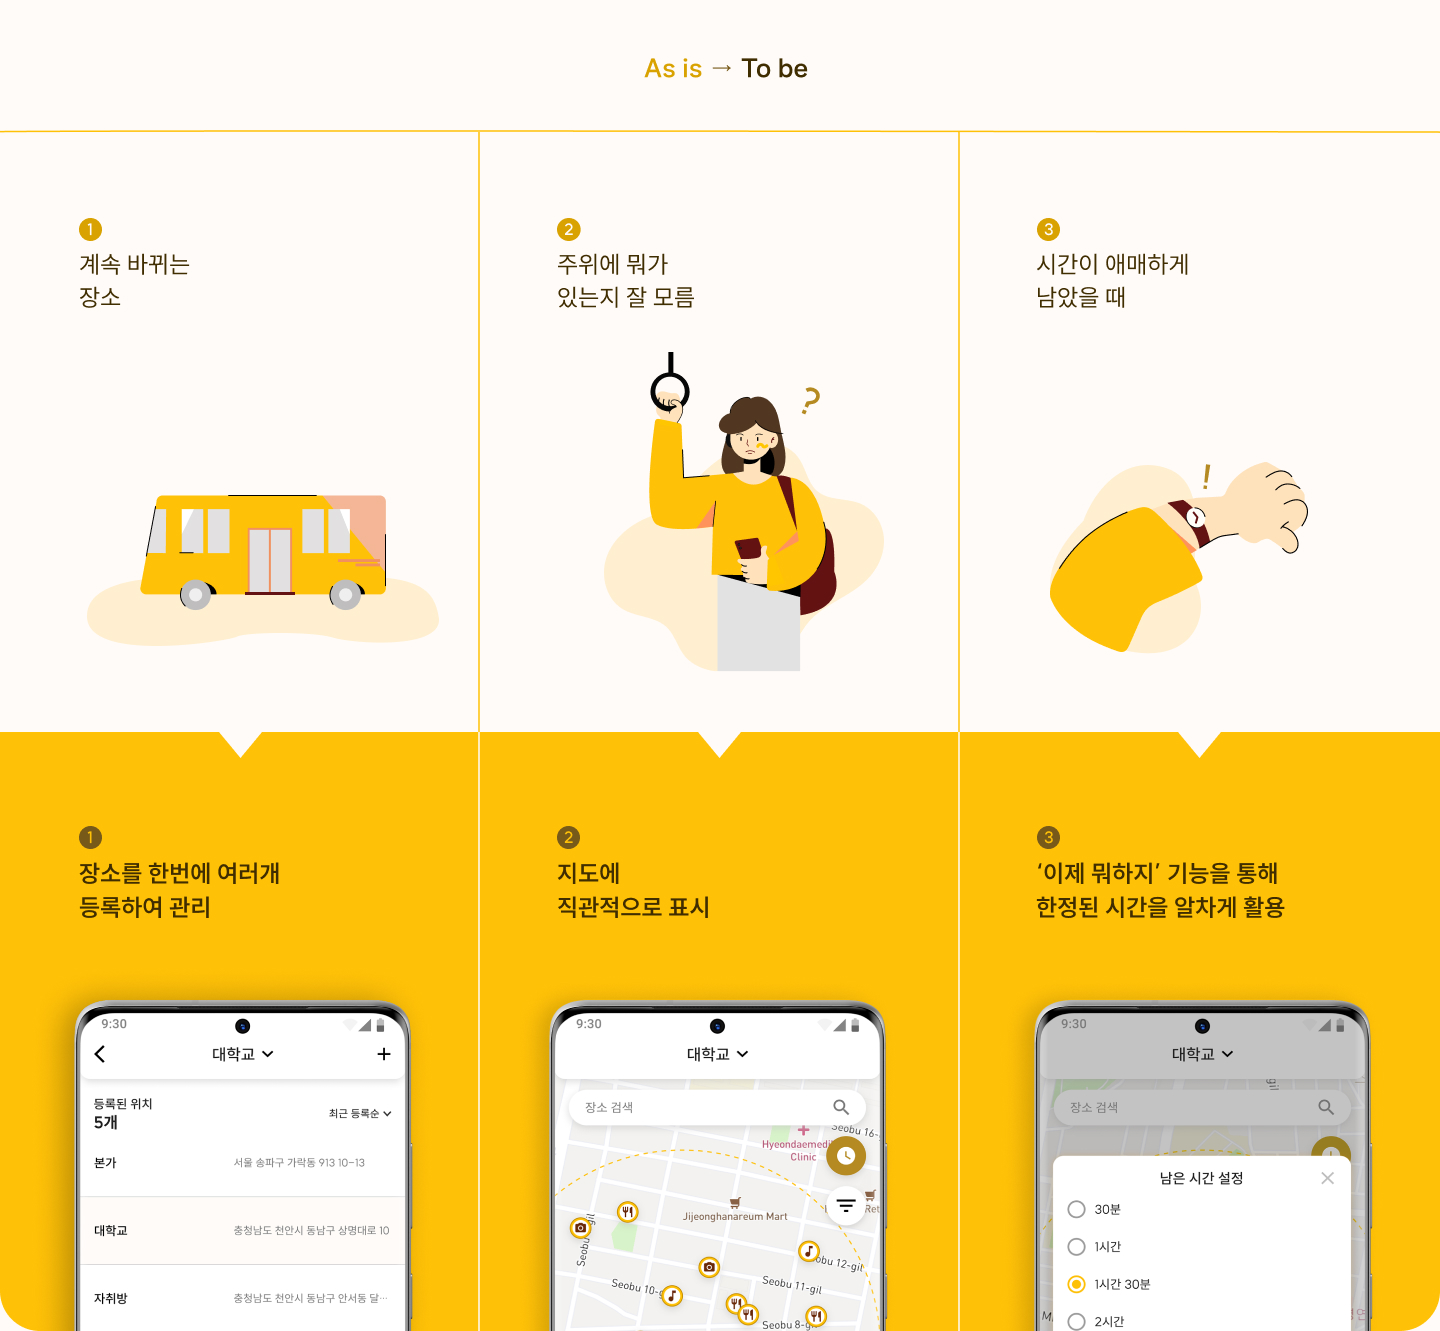 As is → To be
1
계속 바뀌는
장소
2
주위에 뭐가
있는지 잘 모름
?
3
시간이 애매하게
남았을 때
!
1
장소를 한번에 여러개
등록하여 관리
2
지도에
직관적으로 표시
3
‘이제 뭐하지’ 기능을 통해
한정된 시간을 알차게 활용
9:30
대학교
등록된 위치
5개
최근 등록순
본가
서울 송파구 가락동 913 10-13
대학교
충청남도 천안시 동남구 상명대로 10
자취방
충청남도 천안시 동남구 안서동 달…
9:30
대학교
장소 검색
Seobu 16-
Hyeondaemedi
Clinic
Jijeonghanareum Mart
Ret
Seobu
gil
obu 12-gil
Seobu 10-g
Seobu 11-gil
Seobu 8-gil
9:30
대학교
장소 검색
남은 시간 설정
30분
1시간
1시간 30분
2시간